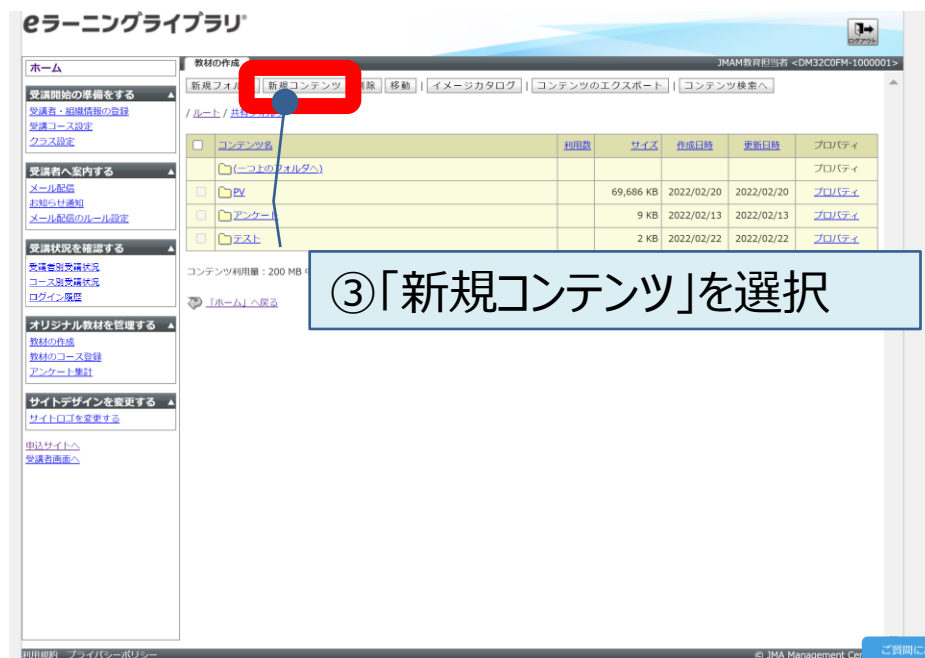 eラーニングライブラリ®
ログアウト
ホーム
教材の作成
JMAM教育担当者 <DM32C0FM-1000001>
新規フォル 新規コンテンツ 削除 移動 | イメージカタログ | コンテンツのエクスポート | コンテンツ検索へ
/ ルート / 共有フォル
コンテンツ名 利用数 サイズ 作成日時 更新日時 プロパティ
(一つ上のフォルダへ) プロパティ
PV 69,686 KB 2022/02/20 2022/02/20 プロパティ
アンケート 9 KB 2022/02/13 2022/02/13 プロパティ
テスト 2 KB 2022/02/22 2022/02/22 プロパティ
コンテンツ利用量 : 200 MB
「ホーム」へ戻る
③「新規コンテンツ」を選択
受講開始の準備をする
受講者・組織情報の登録
受講コース設定
クラス設定
受講者へ案内する
メール配信
お知らせ通知
メール配信のルール設定
受講状況を確認する
受講者別受講状況
コース別受講状況
ログイン履歴
オリジナル教材を管理する
教材の作成
教材のコース登録
アンケート集計
サイトデザインを変更する
サイトロゴを変更する
申込サイトへ
受講者画面へ
利用規約 プライバシーポリシー
© JMA Management Cen
ご質問に